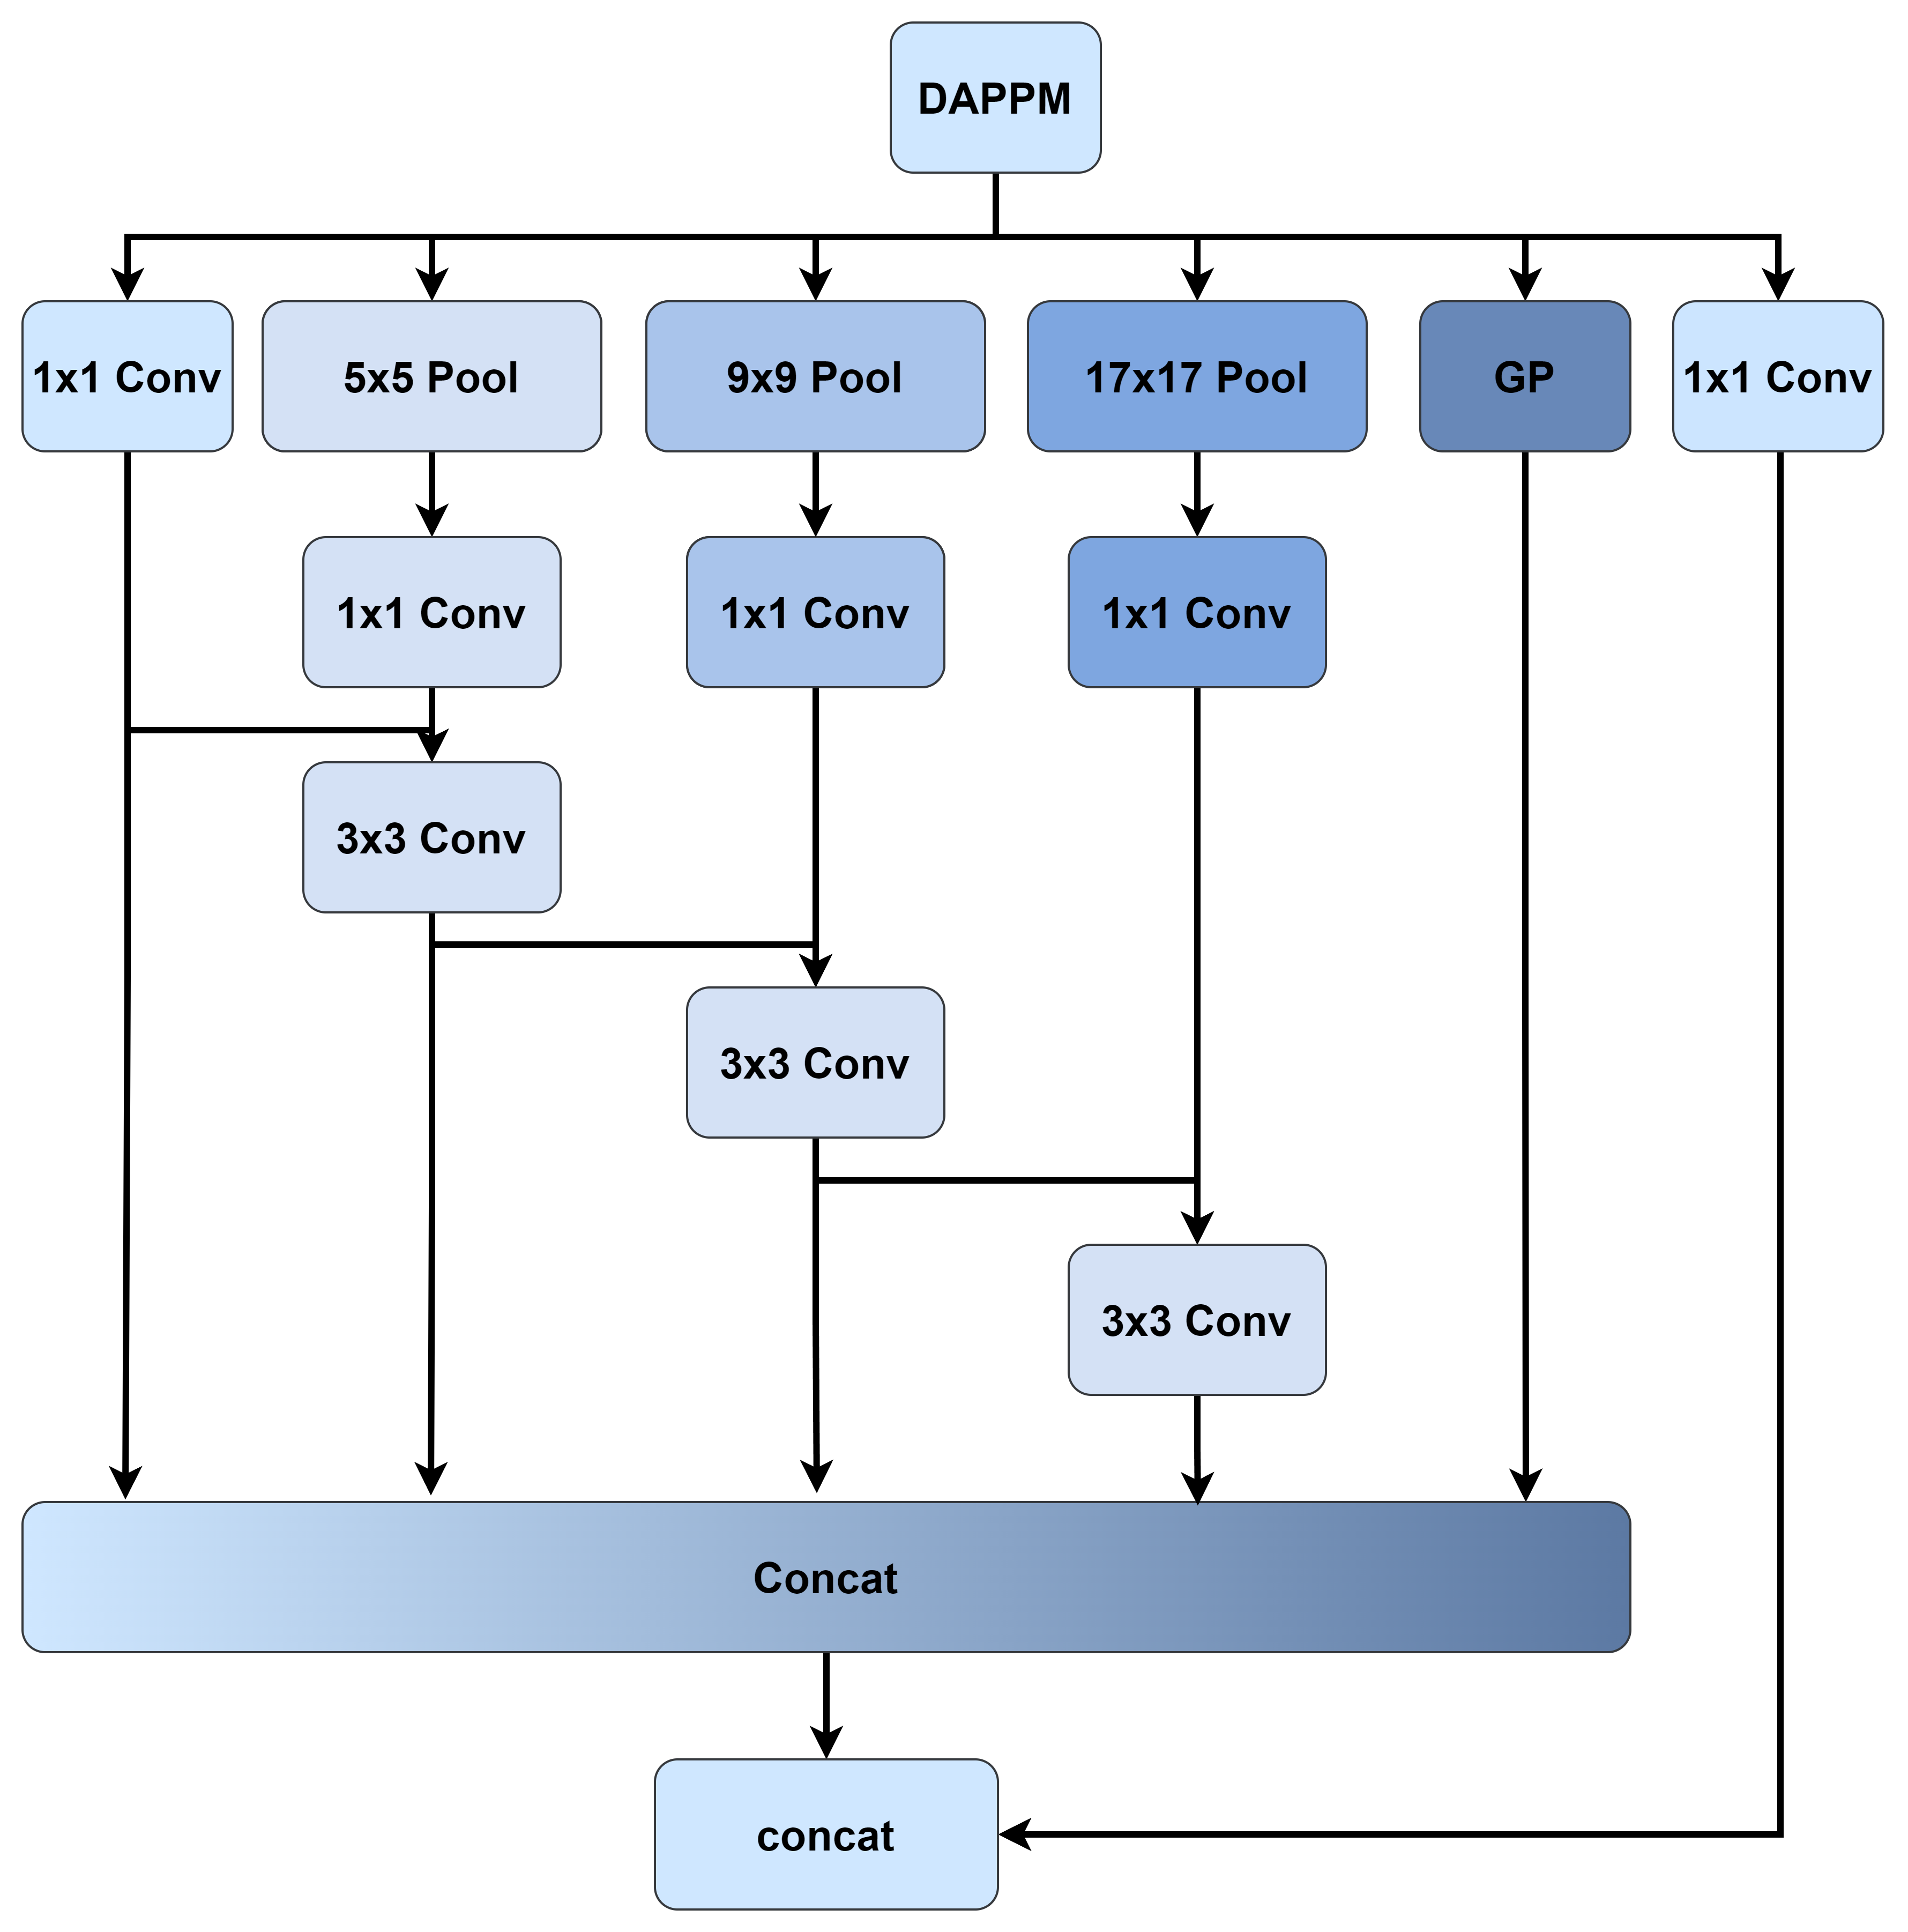 DAPPM
1x1 Conv
5x5 Pool
9x9 Pool
17x17 Pool
GP
1x1 Conv
1x1 Conv
1x1 Conv
1x1 Conv
3x3 Conv
3x3 Conv
3x3 Conv
Concat
concat